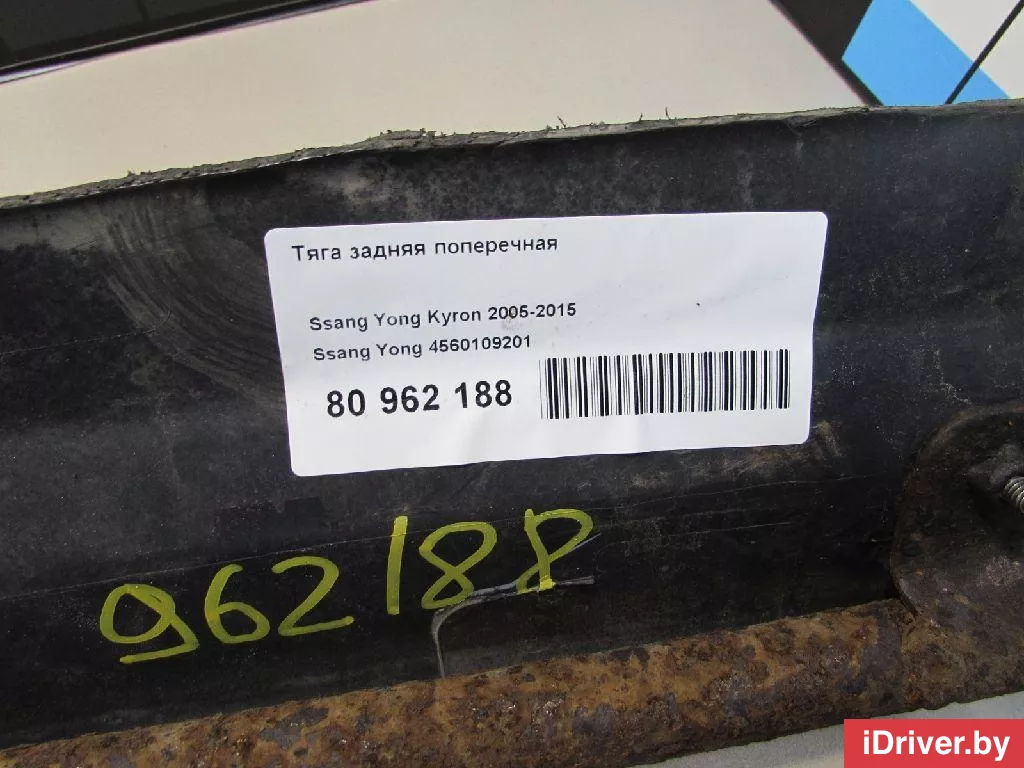 Тяга задняя поперечная
Ssang Yong Kyron 2005-2015
Ssang Yong 4560109201
80 962 188
962188
iDriver.by